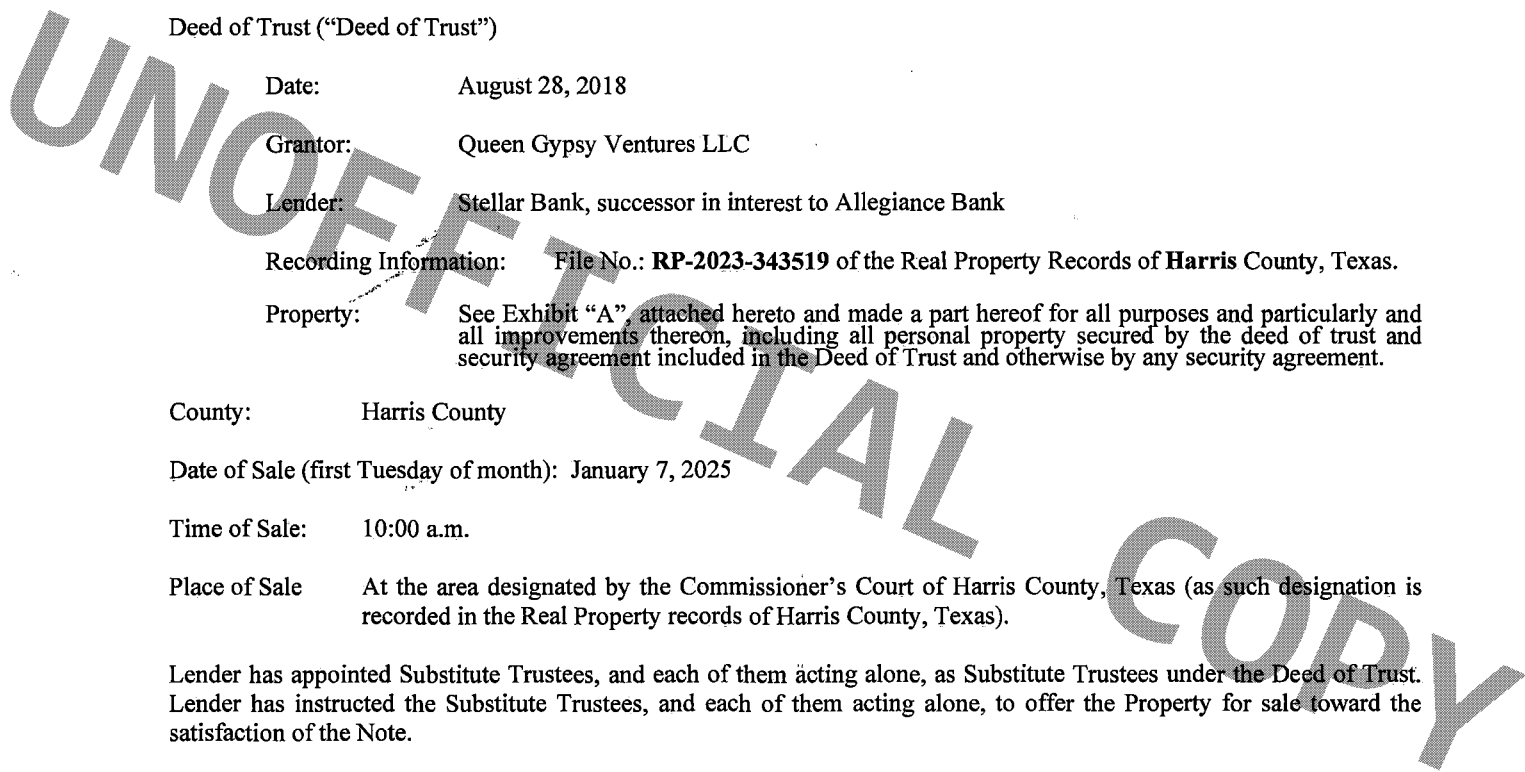 Deed of Trust (“Deed of Trust”)
Date: August 28, 2018
Grantor: Queen Gypsy Ventures LLC
Lender: Stellar Bank, successor in interest to Allegiance Bank
Recording Information: File No.: RP-2023-343519 of the Real Property Records of Harris County, Texas.
Property: See Exhibit “A”, attached hereto and made a part hereof for all purposes and particularly and
all improvements thereon, including all personal property secured by the deed of trust and
security agreement included in the Deed of Trust and otherwise by any security agreement.
County: Harris County
Date of Sale (first Tuesday of month): January 7, 2025
Time of Sale: 10:00 a.m.
Place of Sale At the area designated by the Commissioner’s Court of Harris County, Texas (as such designation is
recorded in the Real Property records of Harris County, Texas).
Lender has appointed Substitute Trustees, and each of them acting alone, as Substitute Trustees under the Deed of Trust.
Lender has instructed the Substitute Trustees, and each of them acting alone, to offer the Property for sale toward the
satisfaction of the Note.
UNOFFICIAL COPY